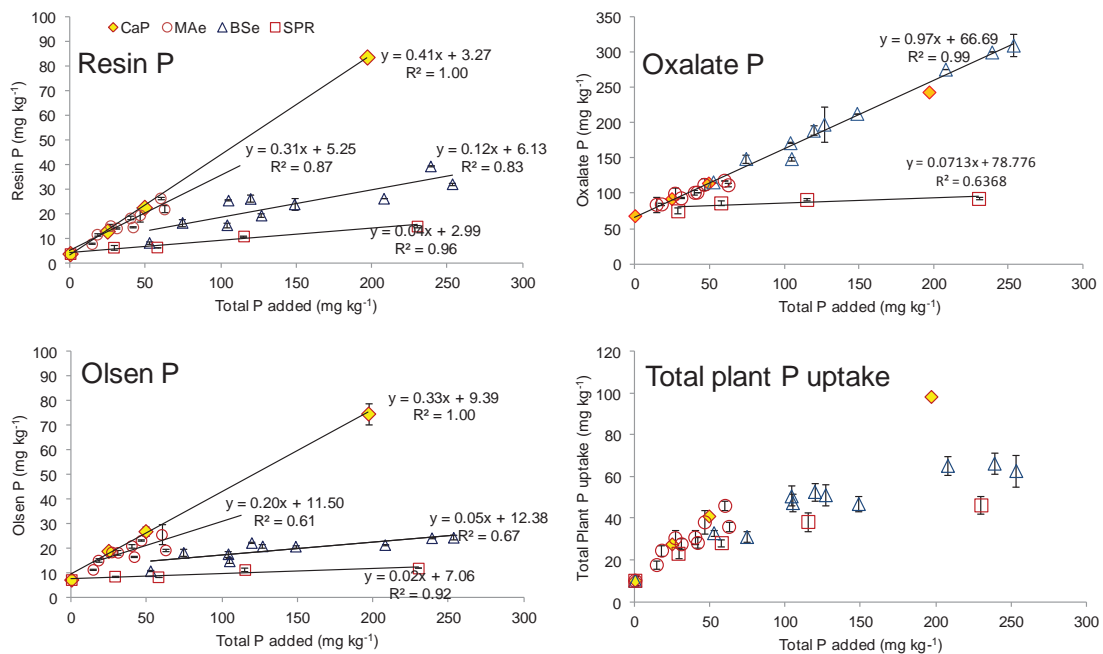 CaP MAe BSe SPR
Resin P
y = 0.41x + 3.27
R² = 1.00
y = 0.31x + 5.25
R² = 0.87
y = 0.12x + 6.13
R² = 0.83
y = 0.04x + 2.99
R² = 0.96
Resin P (mg kg⁻¹)
100
90
80
70
60
50
40
30
20
10
0
0 50 100 150 200 250 300
Total P added (mg kg⁻¹)
Oxalate P
y = 0.97x + 66.69
R² = 0.99
y = 0.0713x + 78.776
R² = 0.6368
Oxalate P (mg kg⁻¹)
350
300
250
200
150
100
50
0
0 50 100 150 200 250 300
Total P added (mg kg⁻¹)
Olsen P
y = 0.33x + 9.39
R² = 1.00
y = 0.20x + 11.50
R² = 0.61
y = 0.05x + 12.38
R² = 0.67
y = 0.02x + 7.06
R² = 0.92
Olsen P (mg kg⁻¹)
100
90
80
70
60
50
40
30
20
10
0
0 50 100 150 200 250 300
Total P added (mg kg⁻¹)
Total plant P uptake
Total Plant P uptake (mg kg⁻¹)
120
100
80
60
40
20
0
0 50 100 150 200 250 300
Total P added (mg kg-¹)